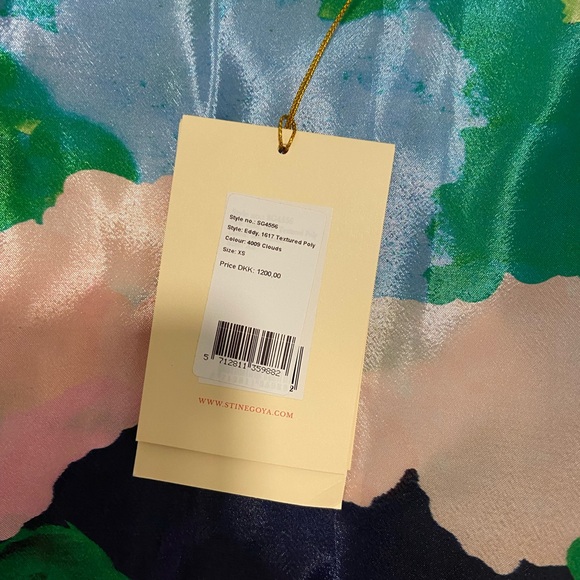 Style no.: SG4556
Style: Eddy, 1617 Textured Poly
Colour: 4009 Clouds
Size: XS
Price DKK: 1200,00
5 712811 359882
WWW.STINEGOYA.COM